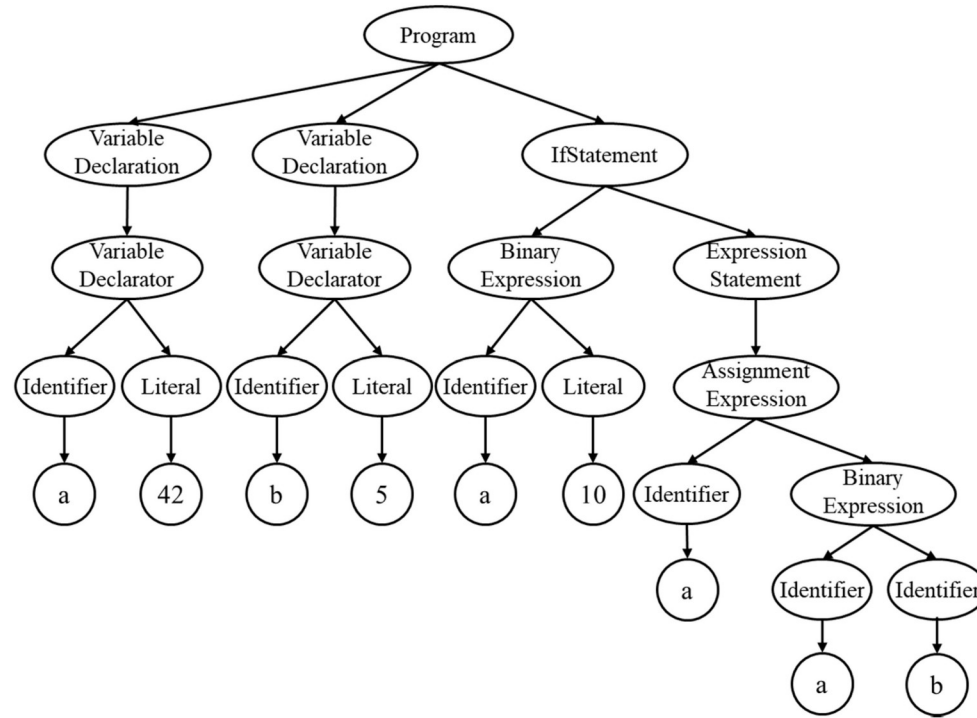 Program
Variable
Declaration
Variable
Declaration
IfStatement
Variable
Declarator
Variable
Declarator
Binary
Expression
Expression
Statement
Identifier
Literal
Identifier
Literal
Identifier
Literal
Assignment
Expression
a
42
b
5
a
10
Identifier
Binary
Expression
a
Identifier
Identifier
a
b